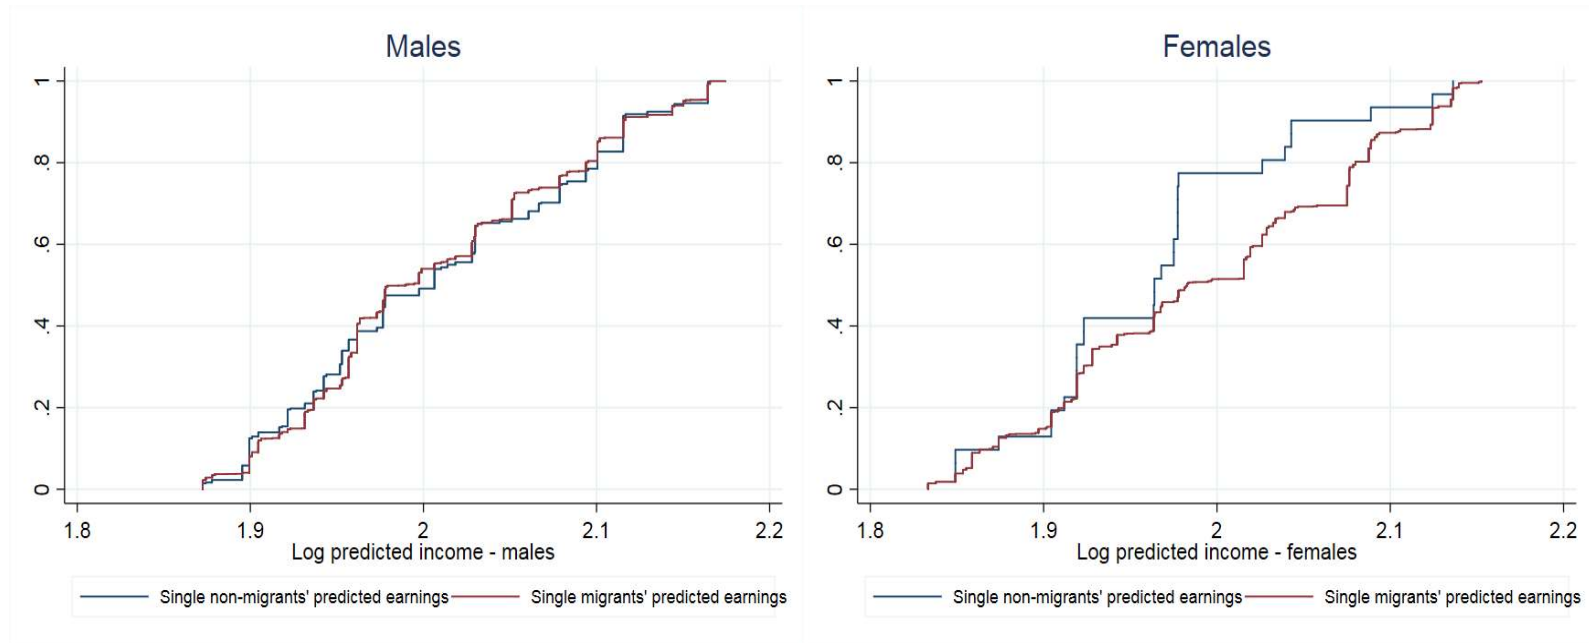 Males
1
.8
.6
.4
.2
0
1.8 1.9 2 2.1 2.2
Log predicted income - males
Single non-migrants' predicted earnings Single migrants' predicted earnings
Females
1
.8
.6
.4
.2
0
1.8 1.9 2 2.1 2.2
Log predicted income - females
Single non-migrants' predicted earnings Single migrants' predicted earnings